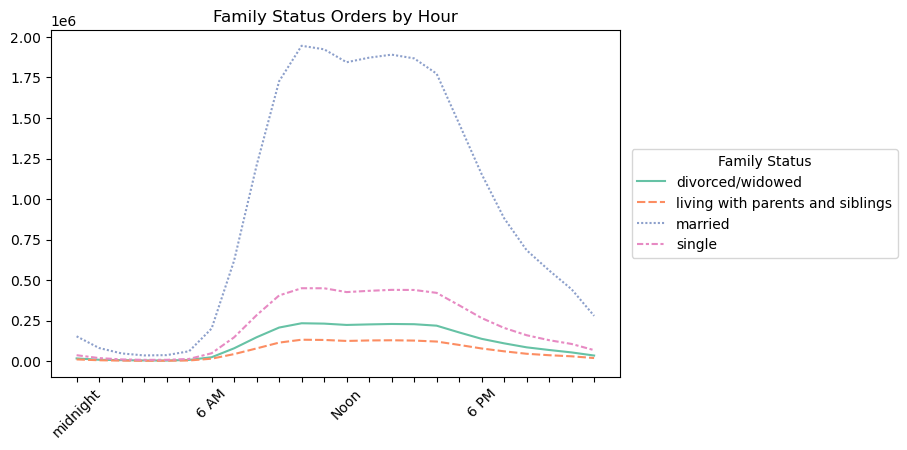 Family Status Orders by Hour
1e6
2.00
1.75
1.50
1.25
1.00
0.75
0.50
0.25
0.00
midnight
6 AM
Noon
6 PM
Family Status
divorced/widowed
living with parents and siblings
married
single